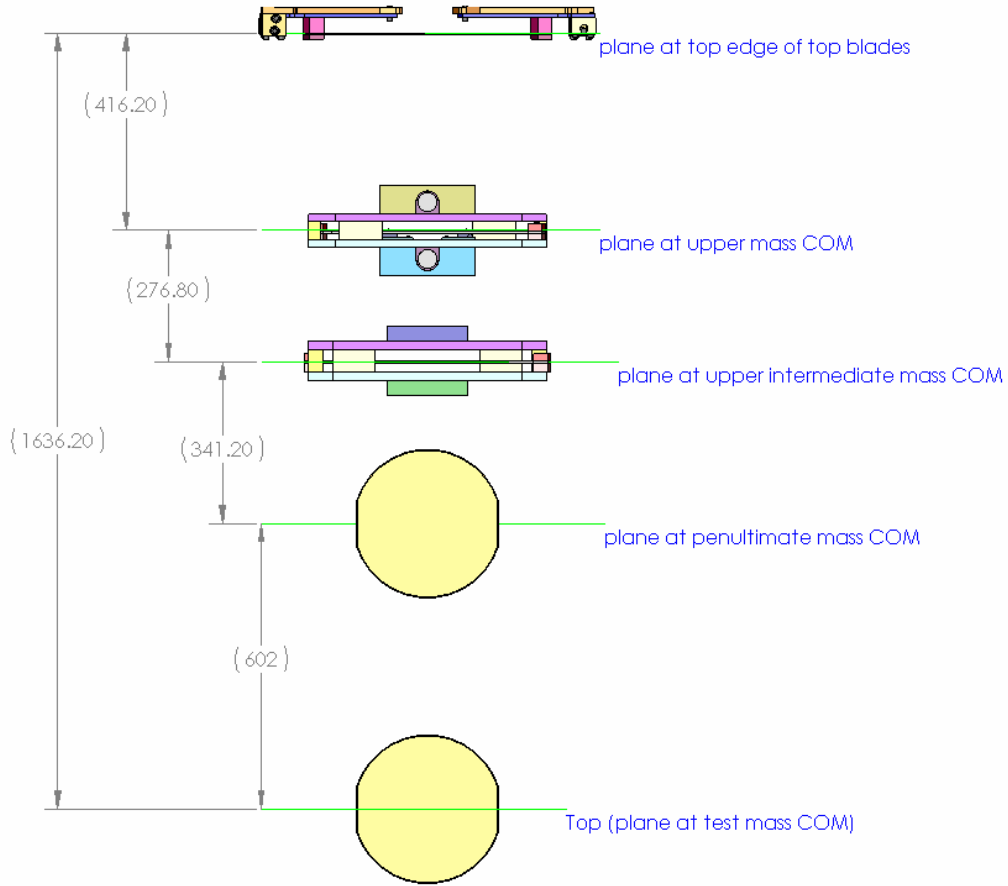 plane at top edge of top blades
(416.20)
plane at upper mass COM
(276.80)
plane at upper intermediate mass COM
(1636.20)
(341.20)
plane at penultimate mass COM
(602)
Top (plane at test mass COM)